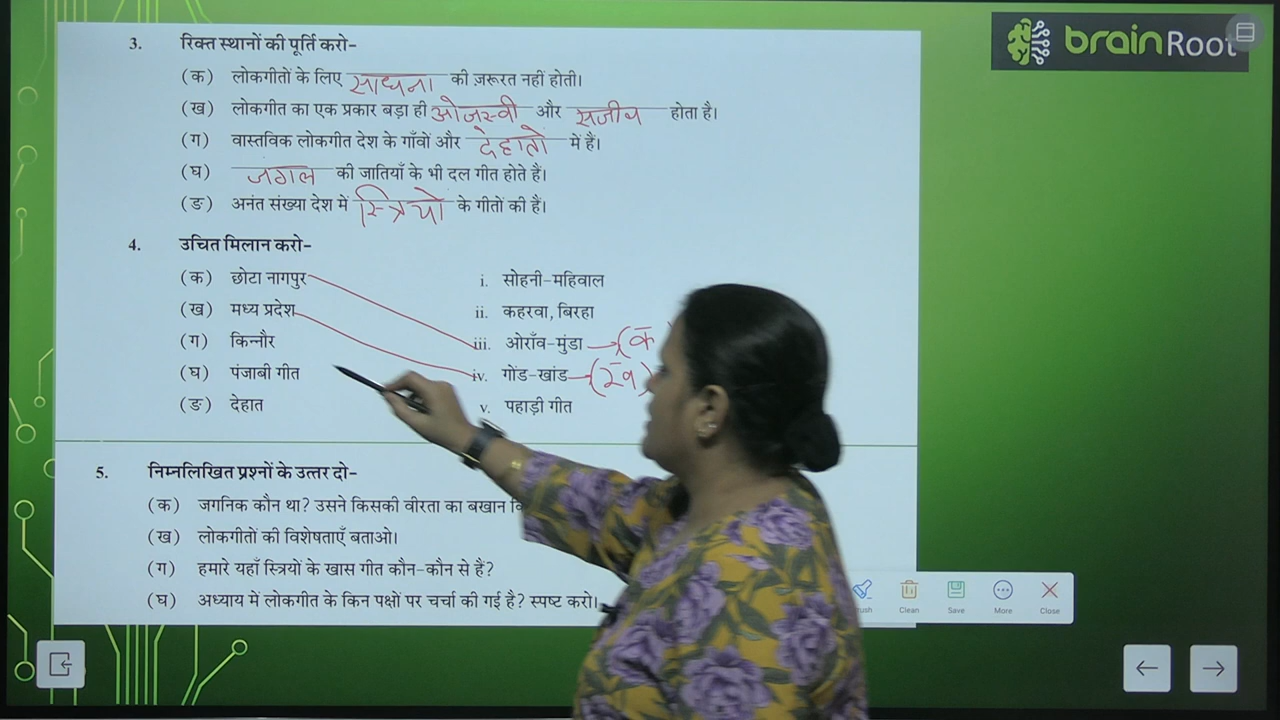 brainRoot
3. रिक्त स्थानों की पूर्ति करो-
(क) लोकगीतों के लिए साधना की ज़रूरत नहीं होती।
(ख) लोकगीत का एक प्रकार बड़ा ही ओजस्वी और सजीव होता है।
(ग) वास्तविक लोकगीत देश के गाँवों और देहातो में हैं।
(घ) जगल की जातियाँ के भी दल गीत होते हैं।
(ङ) अनंत संख्या देश में स्त्रियो के गीतो की हैं।
4. उचित मिलान करो-
(क) छोटा नागपुर i. सोहनी-महिवाल
(ख) मध्य प्रदेश ii. कहरवा, बिरहा
(ग) किन्नौर iii. ओराँव-मुंडा (क
(घ) पंजाबी गीत iv. गोंड-खांड (ख)
(ङ) देहात v. पहाड़ी गीत
5. निम्नलिखित प्रश्नों के उत्तर दो-
(क) जगनिक कौन था? उसने किसकी वीरता का बखान
(ख) लोकगीतों की विशेषताएँ बताओ।
(ग) हमारे यहाँ स्त्रियों के खास गीत कौन-कौन से हैं?
(घ) अध्याय में लोकगीत के किन पक्षों पर चर्चा की गई है? स्पष्ट करो।
Clean Save More Close